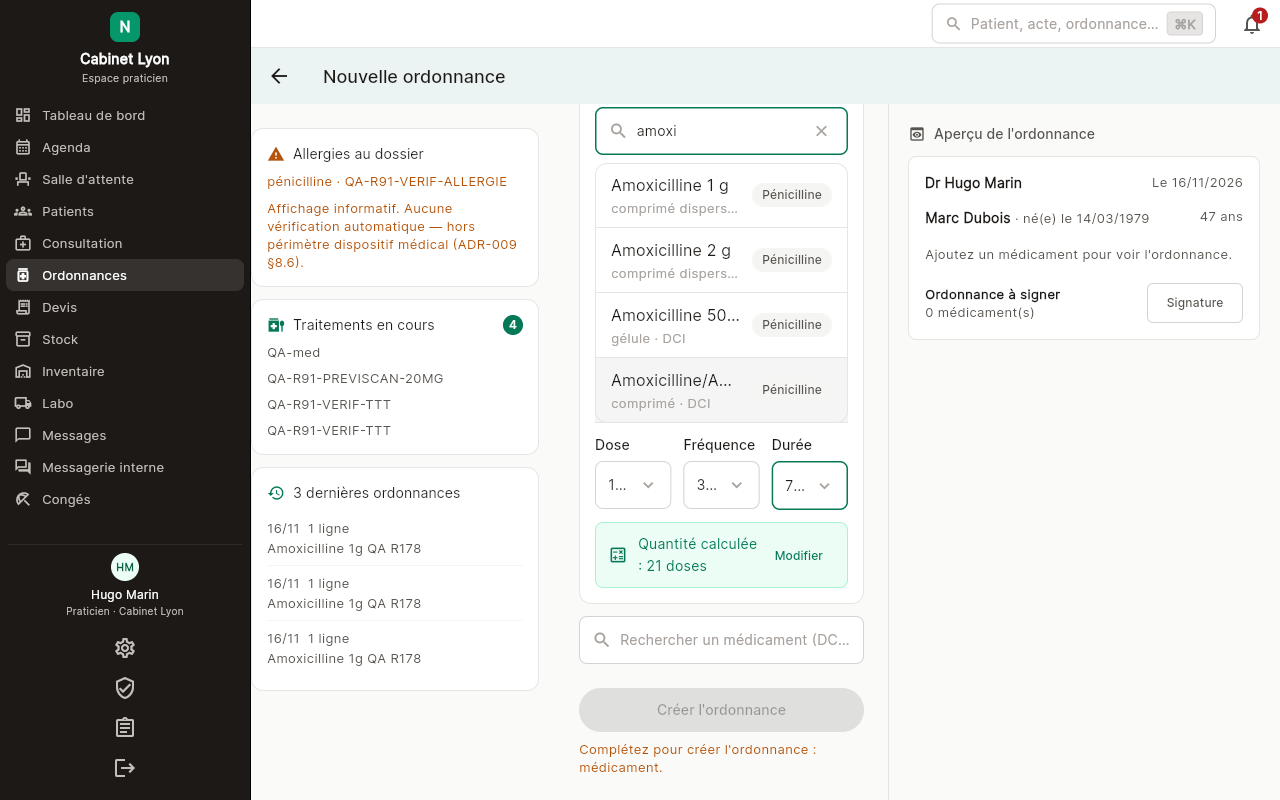 N
Cabinet Lyon
Espace praticien
Tableau de bord
Agenda
Salle d'attente
Patients
Consultation
Ordonnances
Devis
Stock
Inventaire
Labo
Messages
Messagerie interne
Congés
HM
Hugo Marin
Praticien · Cabinet Lyon
Patient, acte, ordonnance... ⌘K
1
Nouvelle ordonnance
Allergies au dossier
pénicilline · QA-R91-VERIF-ALLERGIE
Affichage informatif. Aucune
vérification automatique — hors
périmètre dispositif médical (ADR-009
§8.6).
Traitements en cours
4
QA-med
QA-R91-PREVISCAN-20MG
QA-R91-VERIF-TTT
QA-R91-VERIF-TTT
3 dernières ordonnances
16/11 1 ligne
Amoxicilline 1g QA R178
16/11 1 ligne
Amoxicilline 1g QA R178
16/11 1 ligne
Amoxicilline 1g QA R178
amoxi
Amoxicilline 1 g
comprimé dispers...
Pénicilline
Amoxicilline 2 g
comprimé dispers...
Pénicilline
Amoxicilline 50...
gélule · DCI
Pénicilline
Amoxicilline/A...
comprimé · DCI
Pénicilline
Dose
Fréquence
Durée
1...
3...
7...
Quantité calculée
: 21 doses
Modifier
Rechercher un médicament (DC...
Créer l'ordonnance
Complétez pour créer l'ordonnance :
médicament.
Aperçu de l'ordonnance
Dr Hugo Marin
Le 16/11/2026
Marc Dubois · né(e) le 14/03/1979
47 ans
Ajoutez un médicament pour voir l'ordonnance.
Ordonnance à signer
0 médicament(s)
Signature